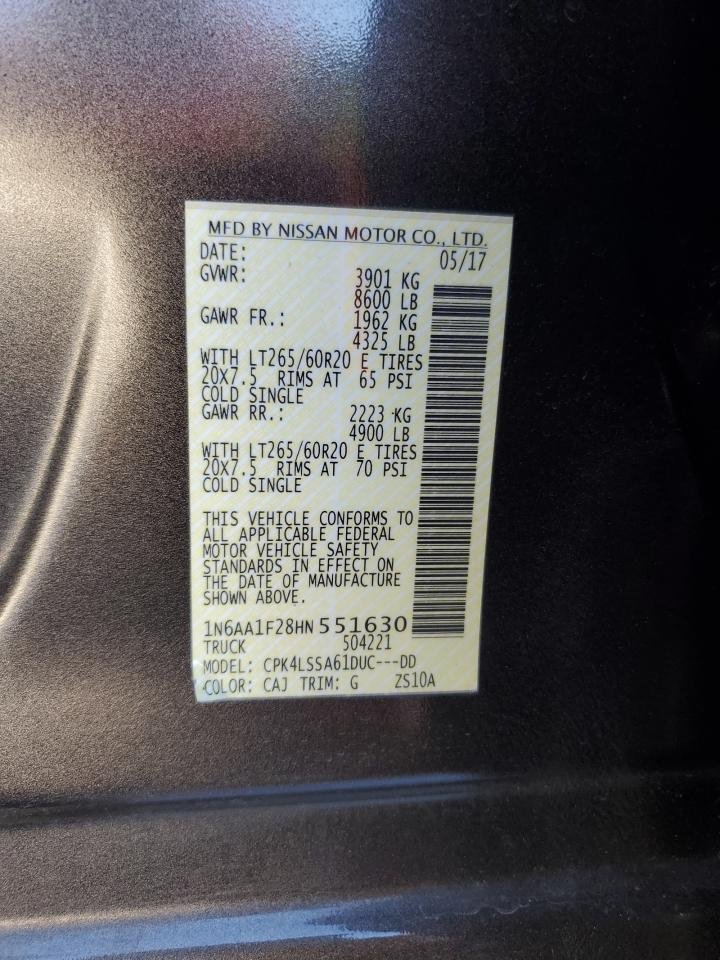 MFD BY NISSAN MOTOR CO., LTD.
DATE: 05/17
GVWR: 3901 KG
8600 LB
GAWR FR.: 1962 KG
4325 LB
WITH LT265/60R20 E TIRES
20X7.5 RIMS AT 65 PSI
COLD SINGLE
GAWR RR.: 2223 KG
4900 LB
WITH LT265/60R20 E TIRES
20X7.5 RIMS AT 70 PSI
COLD SINGLE
THIS VEHICLE CONFORMS TO
ALL APPLICABLE FEDERAL
MOTOR VEHICLE SAFETY
STANDARDS IN EFFECT ON
THE DATE OF MANUFACTURE
SHOWN ABOVE.
1N6AA1F28HN551630
TRUCK 504221
MODEL: CPK4LSSA61DUC---DD
COLOR: CAJ TRIM: G ZS10A